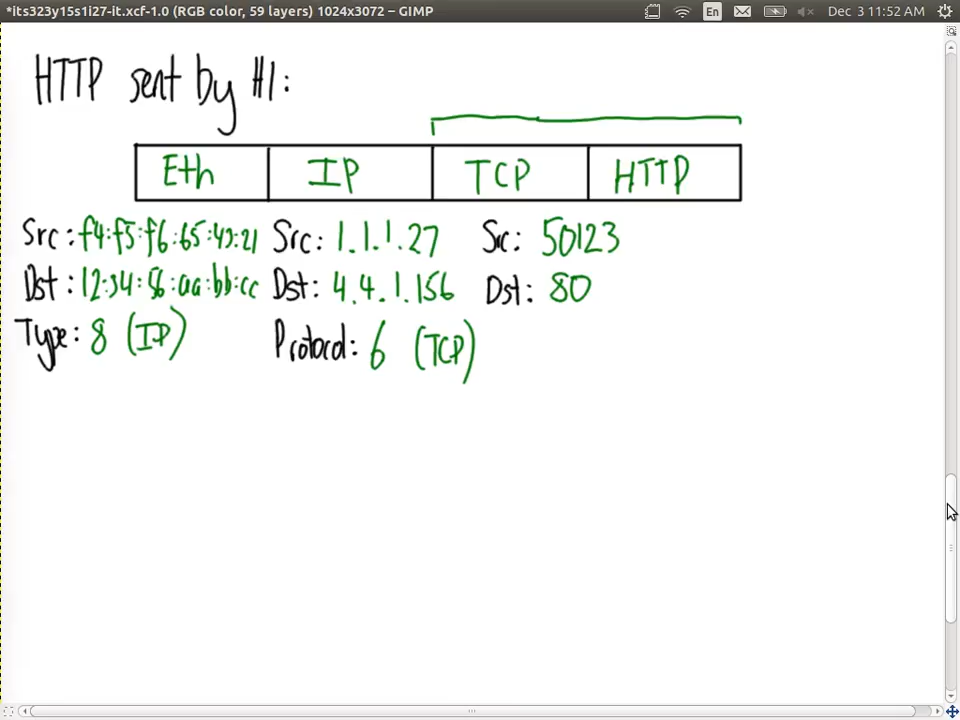 *its323y15s1i27-it.xcf-1.0 (RGB color, 59 layers) 1024x3072 – GIMP En Dec 3 11:52 AM
HTTP sent by H1:
Eth IP TCP HTTP
Src: f4:f5:f6:65:43:21 Src: 1.1.1.27 Src: 50123
Dst: 12:34:56:aa:bb:cc Dst: 4.4.1.156 Dst: 80
Type: 8 (IP) Protocol: 6 (TCP)